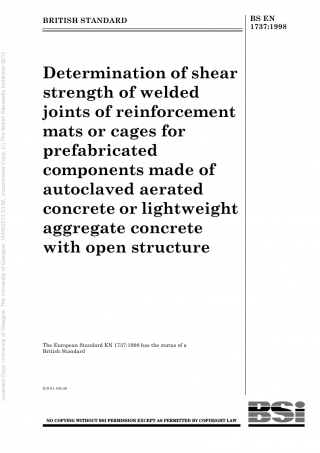 BRITISH STANDARD
BS EN
1737:1998
Determination of shear
strength of welded
joints of reinforcement
mats or cages for
prefabricated
components made of
autoclaved aerated
concrete or lightweight
aggregate concrete
with open structure
The European Standard EN 1737:1998 has the status of a
British Standard
ICS 91.100.30
NO COPYING WITHOUT BSI PERMISSION EXCEPT AS PERMITTED BY COPYRIGHT LAW
BSi
Licensed Copy: The University of Glasgow, The University of Glasgow, 14/09/2013 23:36, Uncontrolled Copy, (c) The British Standards Institution 2013